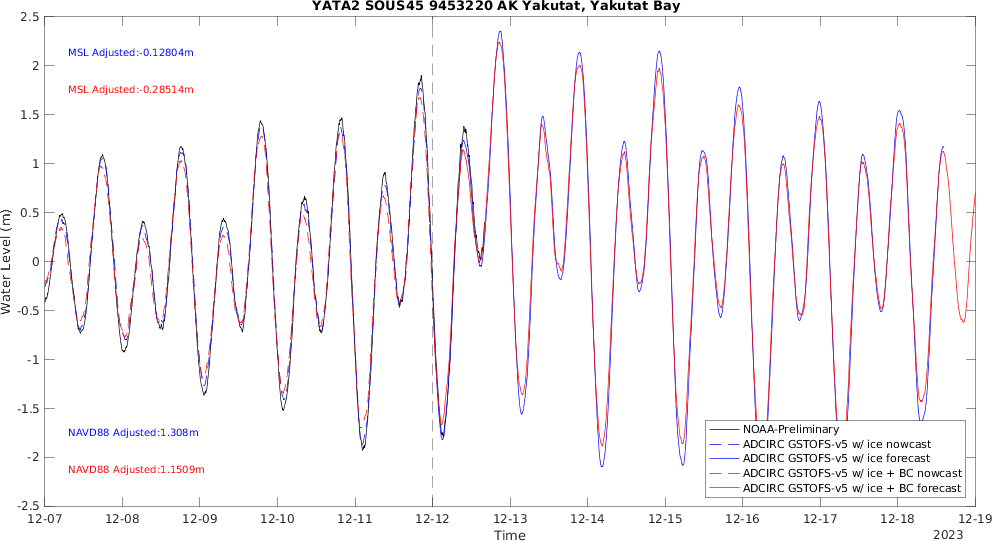 YATA2 SOUS45 9453220 AK Yakutat, Yakutat Bay
MSL Adjusted:-0.12804m
MSL Adjusted:-0.28514m
NAVD88 Adjusted:1.308m
NAVD88 Adjusted:1.1509m
Water Level (m)
2.5
2
1.5
1
0.5
0
-0.5
-1
-1.5
-2
-2.5
NOAA-Preliminary
ADCIRC GSTOFS-v5 w/ ice nowcast
ADCIRC GSTOFS-v5 w/ ice forecast
ADCIRC GSTOFS-v5 w/ ice + BC nowcast
ADCIRC GSTOFS-v5 w/ ice + BC forecast
12-07 12-08 12-09 12-10 12-11 12-12 12-13 12-14 12-15 12-16 12-17 12-18 12-19
Time
2023